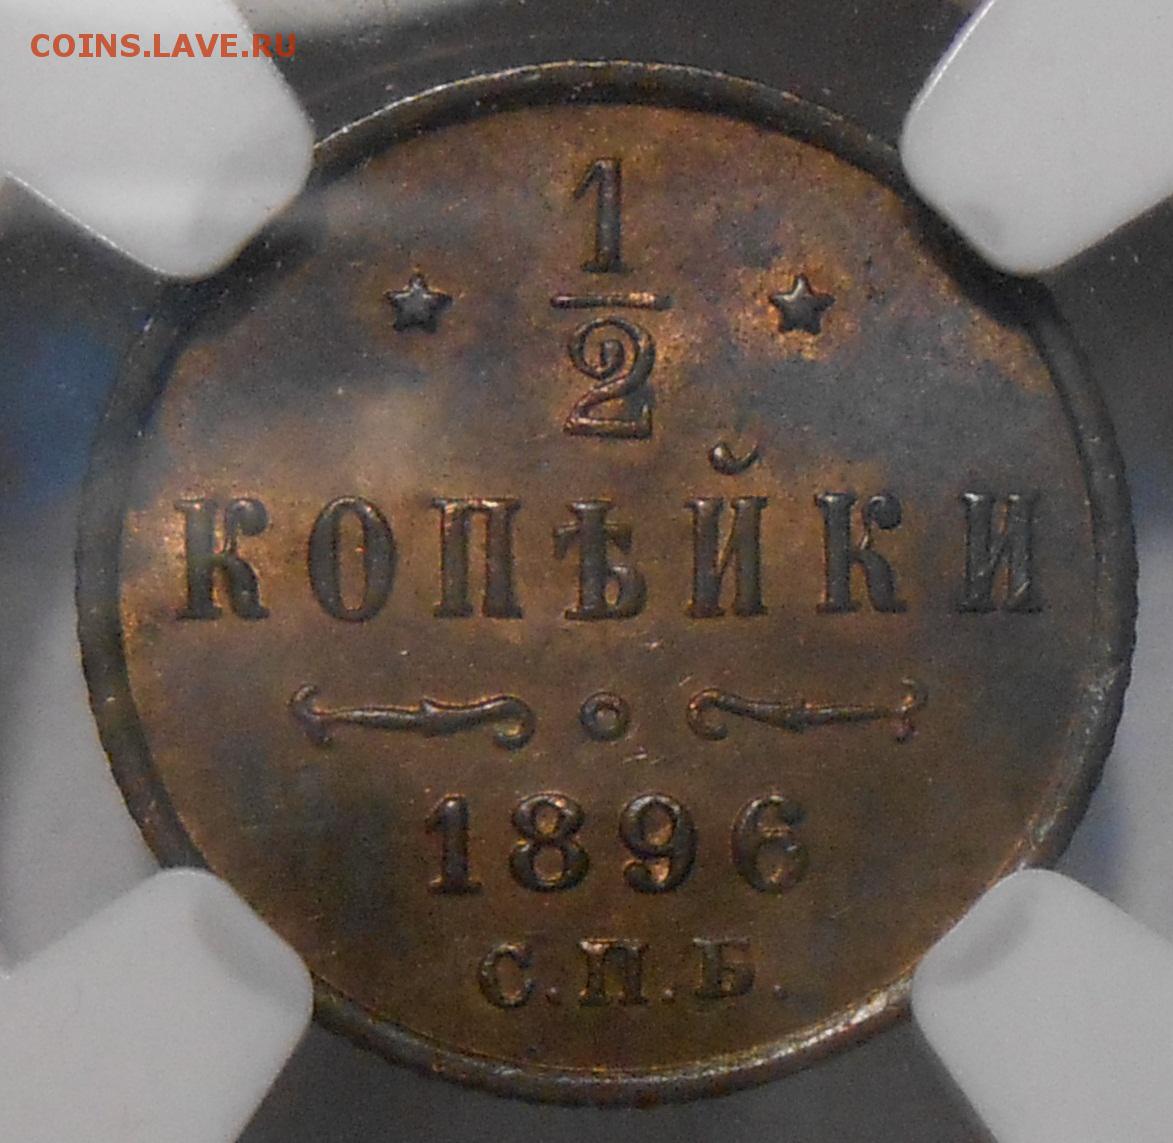 COINS.LAVE.RU
1/2
КОПѢЙКИ
1896
С.П.Б.